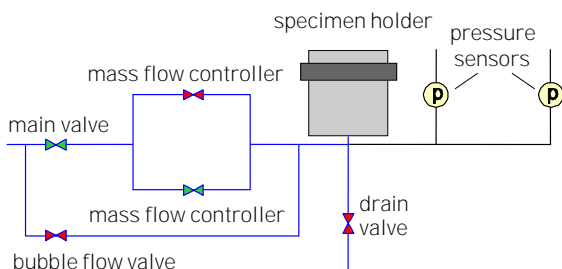 specimen holder
pressure
sensors
mass flow controller
p
p
main valve
mass flow controller
drain
valve
bubble flow valve